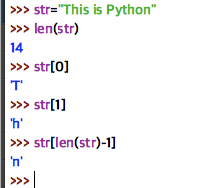 >>> str="This is Python"
>>> len(str)
14
>>> str[0]
'T'
>>> str[1]
'h'
>>> str[len(str)-1]
'n'
>>>